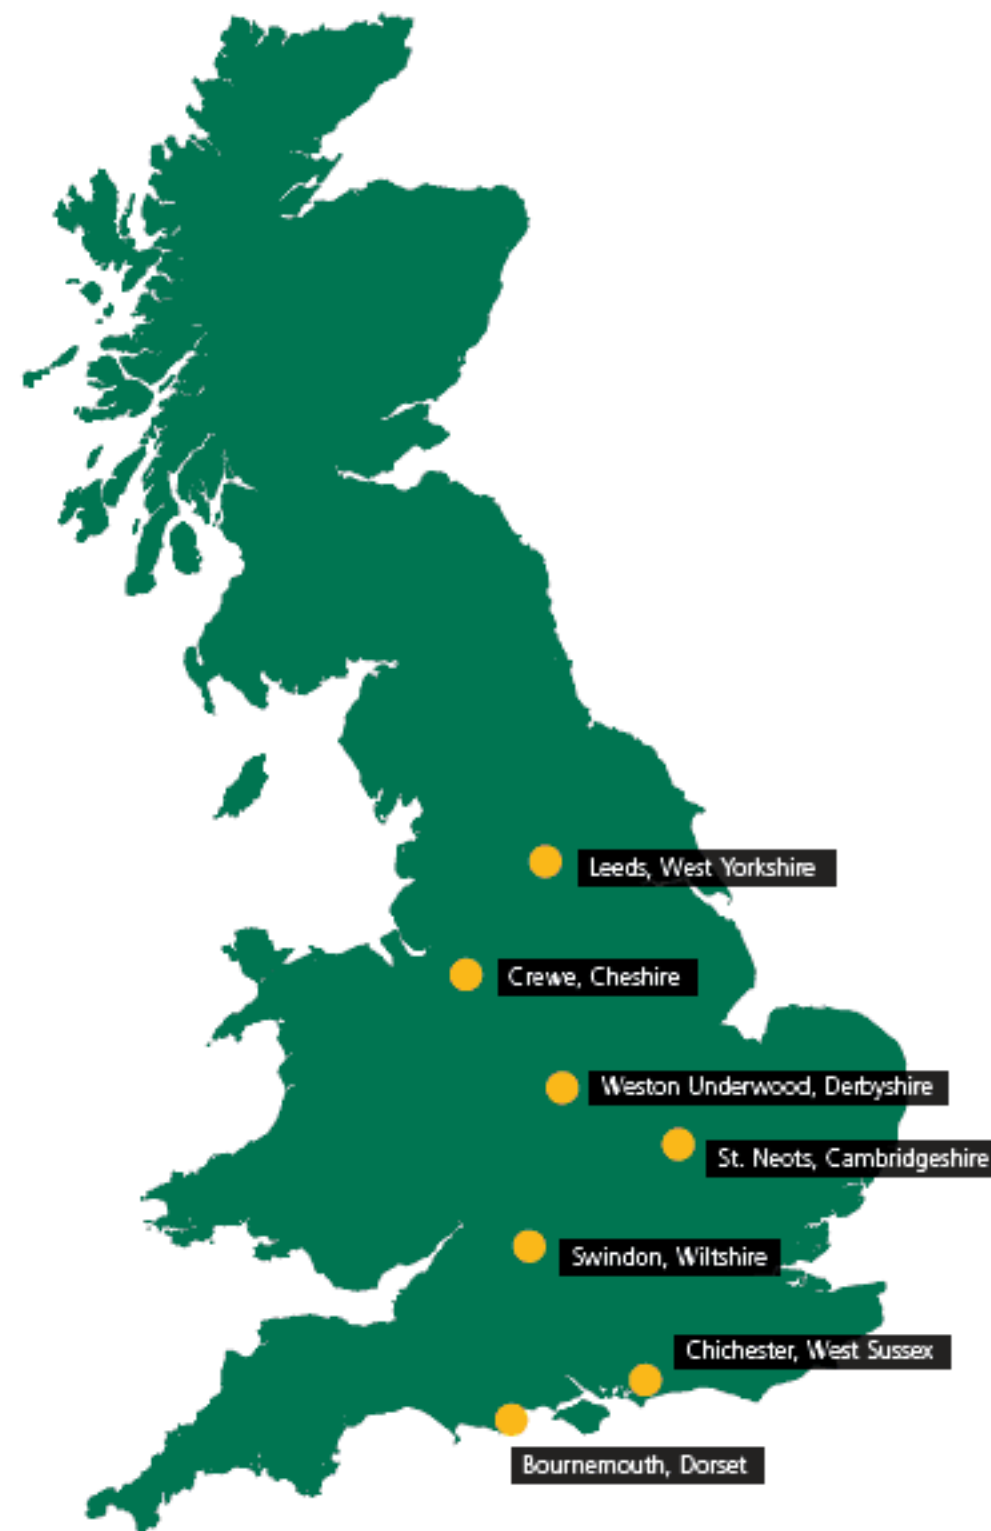 Leeds, West Yorkshire
Crewe, Cheshire
Weston Underwood, Derbyshire
St. Neots, Cambridgeshire
Swindon, Wiltshire
Chichester, West Sussex
Bournemouth, Dorset